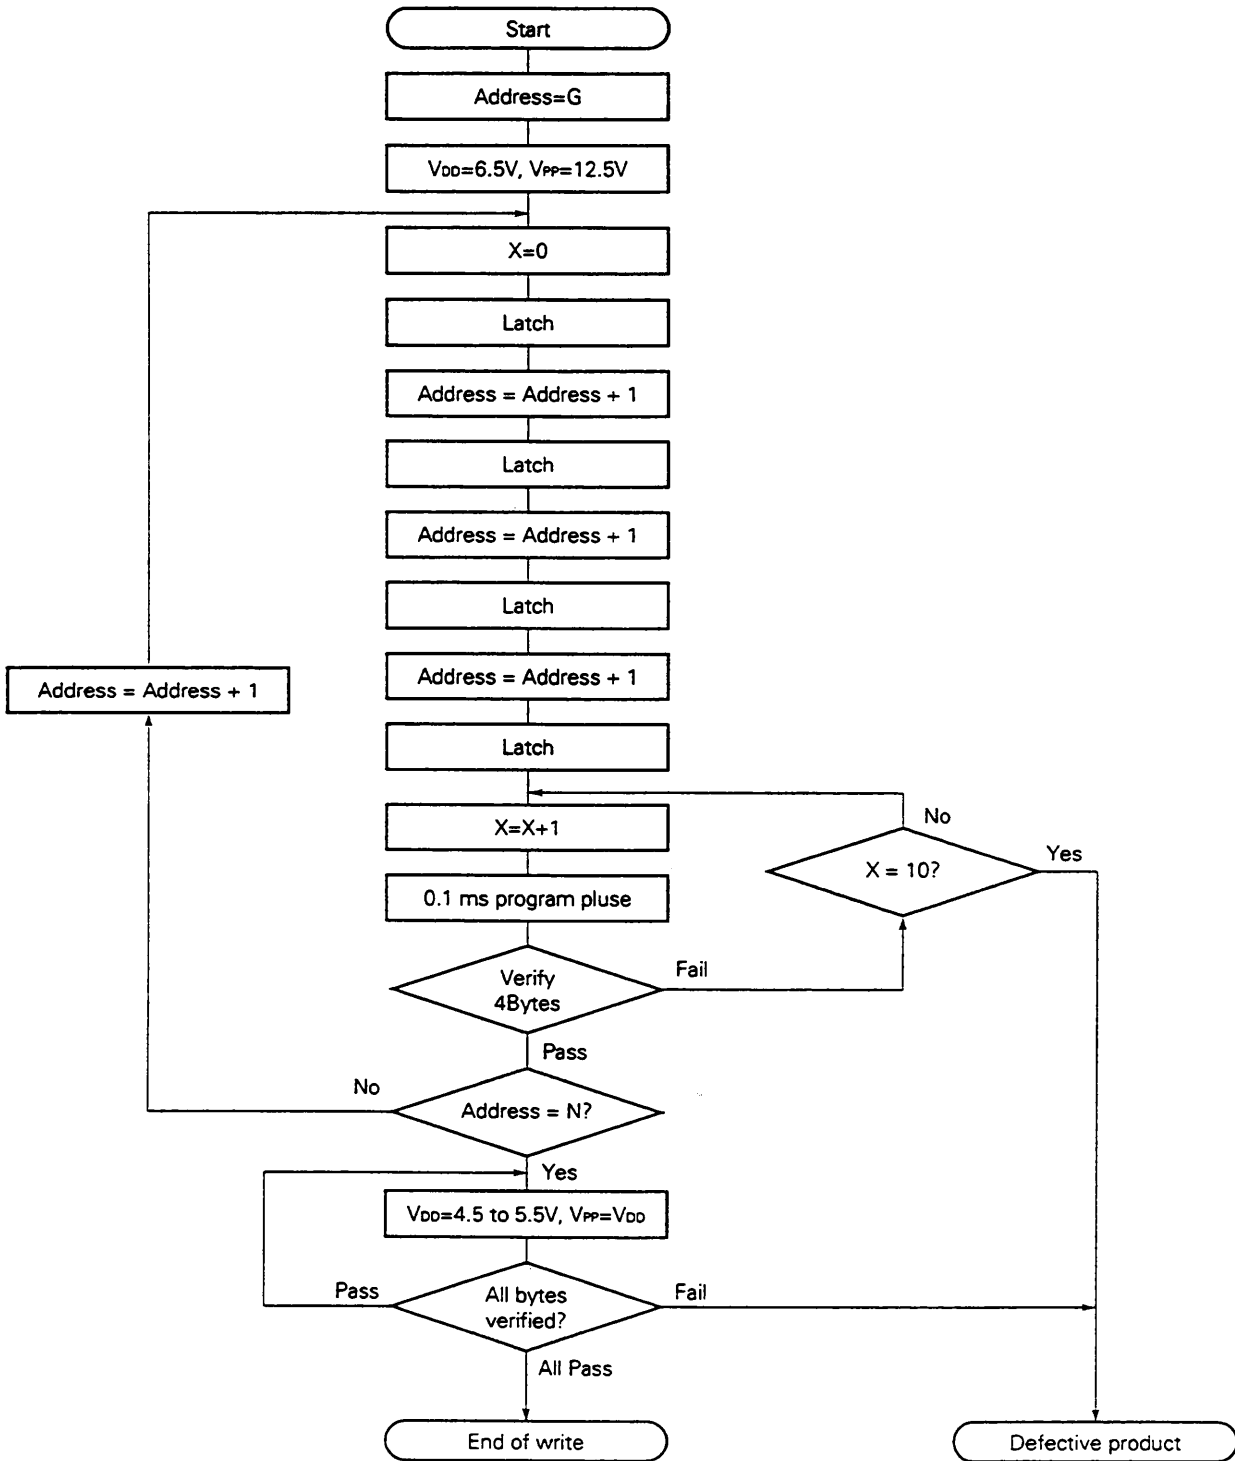 Start
Address=G
VDD=6.5V, VPP=12.5V
X=0
Latch
Address = Address + 1
Latch
Address = Address + 1
Latch
Address = Address + 1
Address = Address + 1
Latch
X=X+1
No
X = 10?
Yes
0.1 ms program pluse
Verify
4Bytes
Fail
Pass
No
Address = N?
Yes
VDD=4.5 to 5.5V, VPP=VDD
Pass
All bytes
verified?
Fail
All Pass
End of write
Defective product